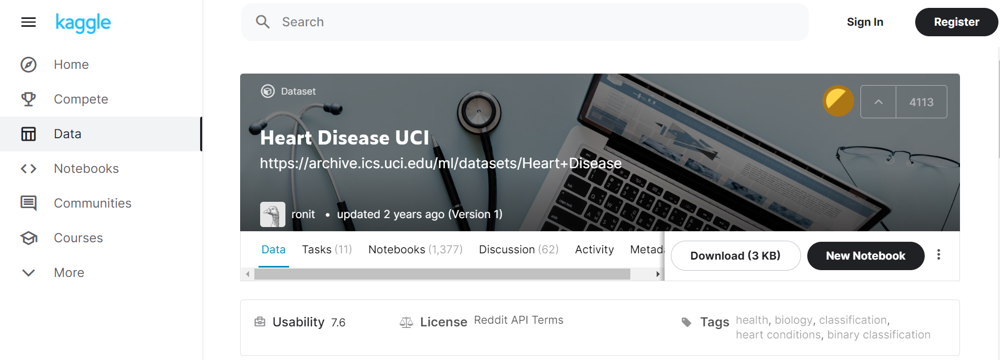 kaggle
Search
Sign In
Register
Home
Compete
Data
Notebooks
Communities
Courses
More
Dataset
4113
Heart Disease UCI
https://archive.ics.uci.edu/ml/datasets/Heart+Disease
ronit • updated 2 years ago (Version 1)
Data Tasks (11) Notebooks (1,377) Discussion (62) Activity Metada
Download (3 KB)
New Notebook
Usability 7.6
License Reddit API Terms
Tags health, biology, classification,
heart conditions, binary classification